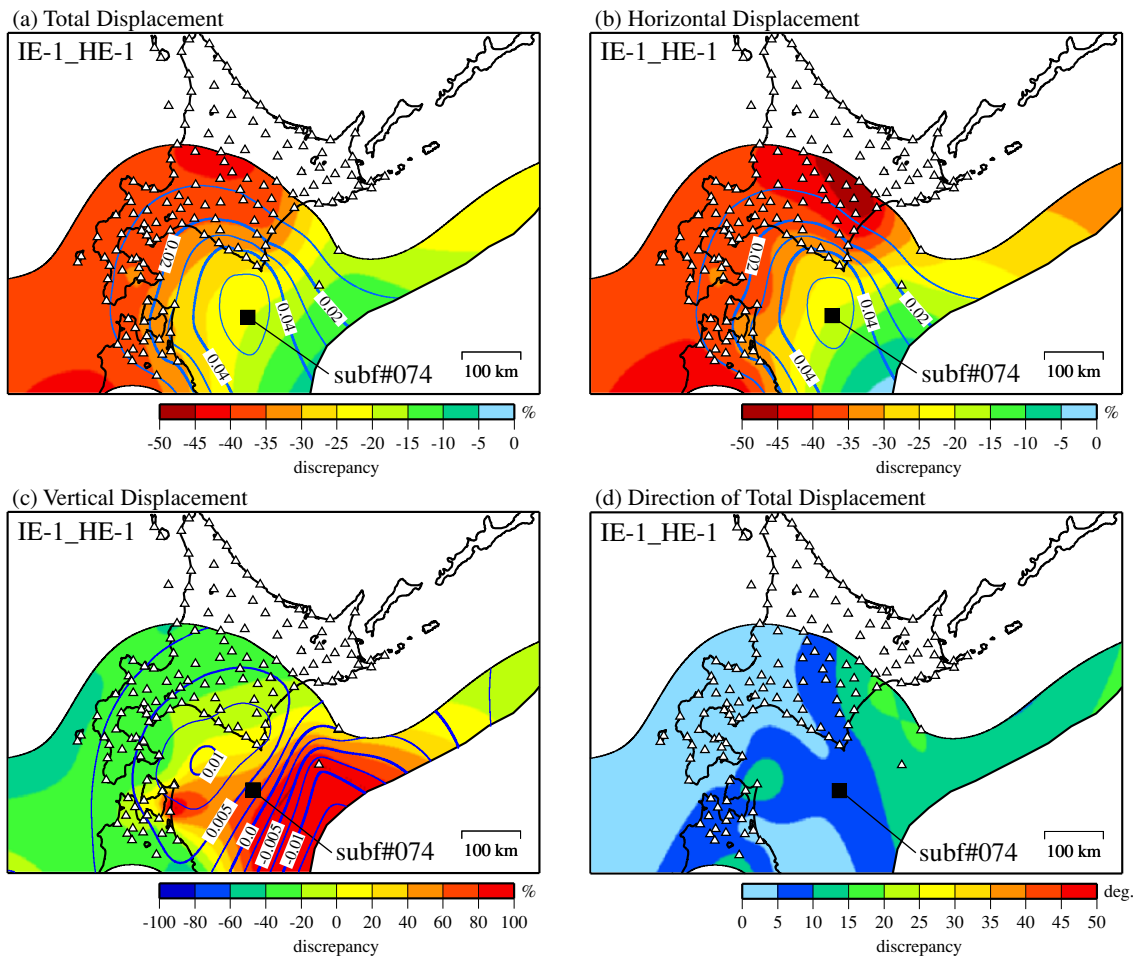 (a) Total Displacement
IE-1_HE-1
0.02
0.04
0.02
0.04
subf#074
100 km
%
-50 -45 -40 -35 -30 -25 -20 -15 -10 -5 0
discrepancy
(b) Horizontal Displacement
IE-1_HE-1
0.02
0.04
0.02
0.04
subf#074
100 km
%
-50 -45 -40 -35 -30 -25 -20 -15 -10 -5 0
discrepancy
(c) Vertical Displacement
IE-1_HE-1
0.01
0.005
0.0
-0.005
-0.01
subf#074
100 km
%
-100 -80 -60 -40 -20 0 20 40 60 80 100
discrepancy
(d) Direction of Total Displacement
IE-1_HE-1
subf#074
100 km
deg.
0 5 10 15 20 25 30 35 40 45 50
discrepancy